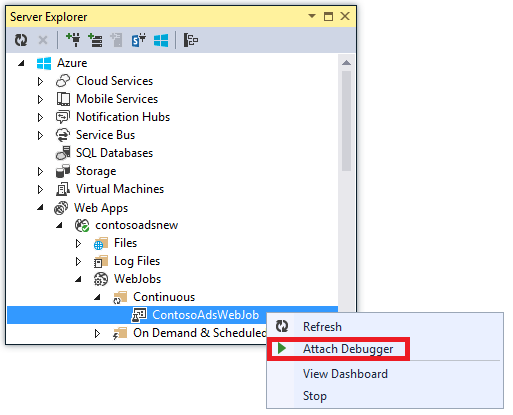 Server Explorer
Azure
Cloud Services
Mobile Services
Notification Hubs
Service Bus
SQL Databases
Storage
Virtual Machines
Web Apps
contosoadsnew
Files
Log Files
WebJobs
Continuous
ContosoAdsWebJob
On Demand & Scheduled
Refresh
Attach Debugger
View Dashboard
Stop